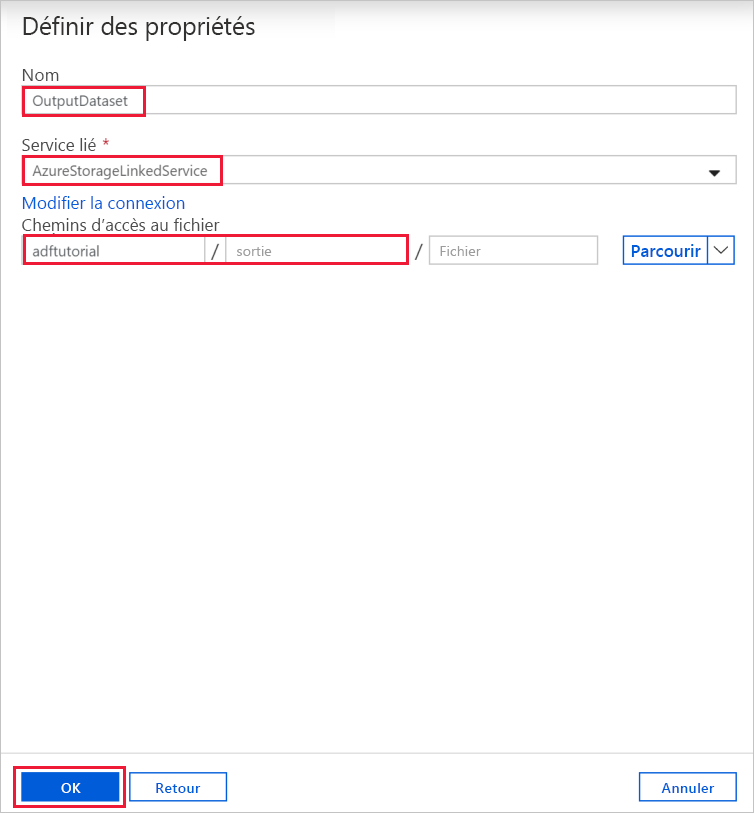 Définir des propriétés
Nom
OutputDataset
Service lié *
AzureStorageLinkedService
Modifier la connexion
Chemins d’accès au fichier
adftutorial / sortie / Fichier Parcourir
OK Retour Annuler